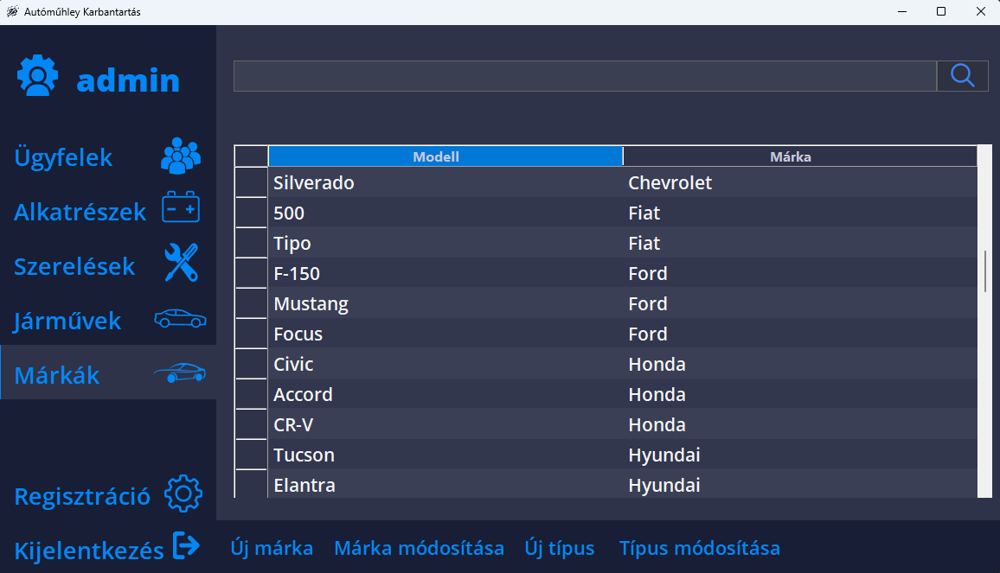 Autóműhley Karbantartás
admin
Ügyfelek
Alkatrészek
Szerelések
Járművek
Márkák
Regisztráció
Kijelentkezés
Modell Márka
Silverado Chevrolet
500 Fiat
Tipo Fiat
F-150 Ford
Mustang Ford
Focus Ford
Civic Honda
Accord Honda
CR-V Honda
Tucson Hyundai
Elantra Hyundai
Új márka Márka módosítása Új típus Típus módosítása